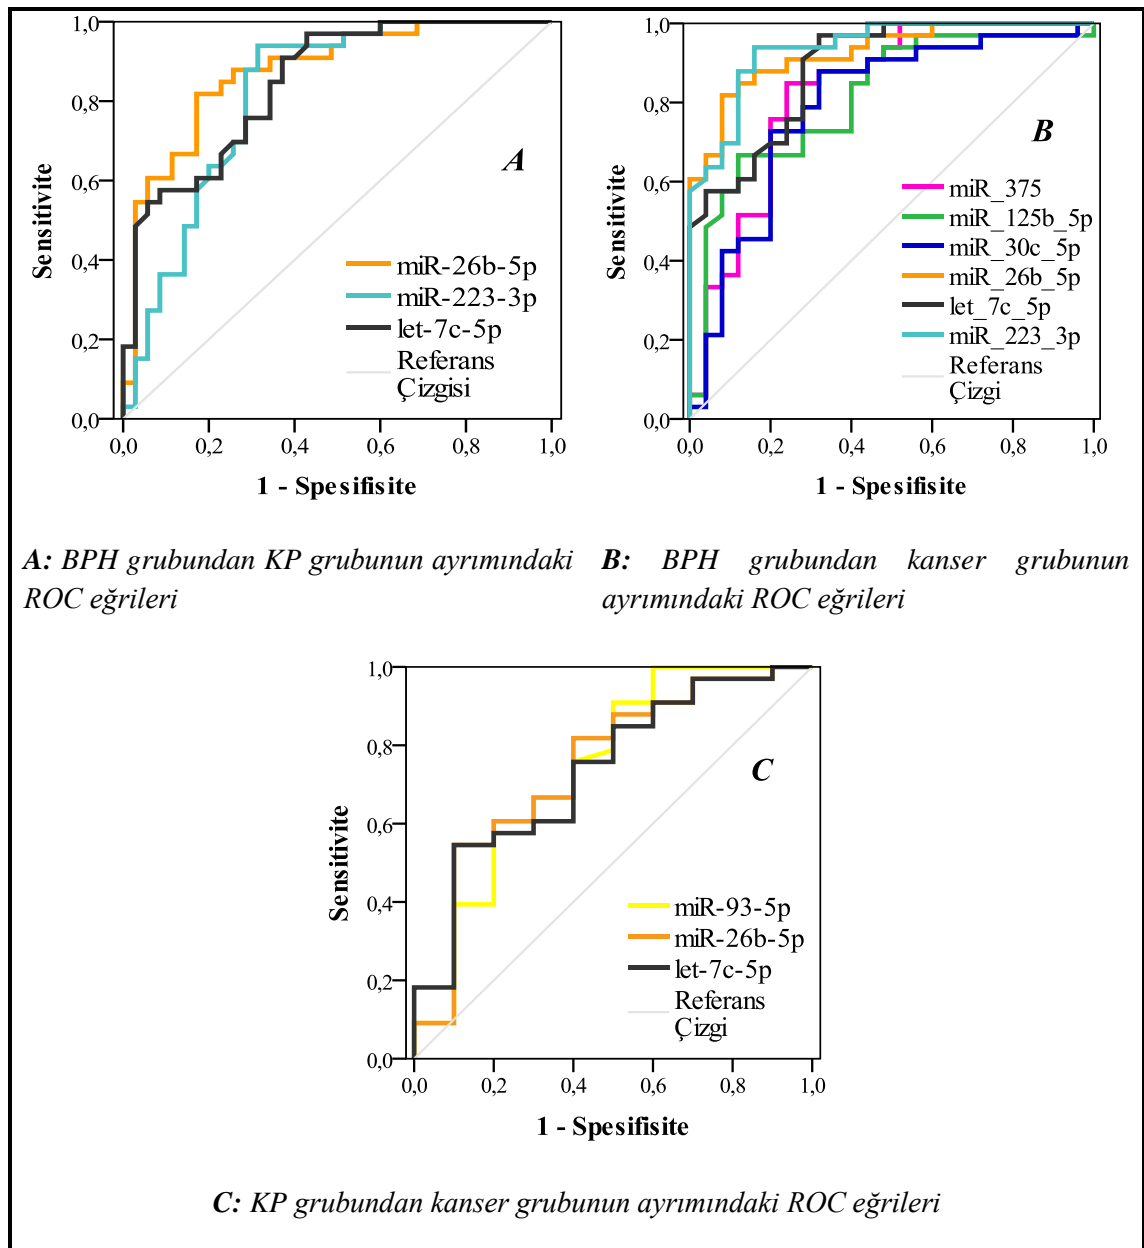 1,0
0,8
0,6
0,4
0,2
0,0
Sensitivite
A
miR-26b-5p
miR-223-3p
let-7c-5p
Referans
Çizgisi
0,0 0,2 0,4 0,6 0,8 1,0
1 - Spesifisite
1,0
0,8
0,6
0,4
0,2
0,0
Sensitivite
B
miR_375
miR_125b_5p
miR_30c_5p
miR_26b_5p
let_7c_5p
miR_223_3p
Referans
Çizgi
0,0 0,2 0,4 0,6 0,8 1,0
1 - Spesifisite
A: BPH grubundan KP grubunun ayrımındaki
ROC eğrileri
B: BPH grubundan kanser grubunun
ayrımındaki ROC eğrileri
1,0
0,8
0,6
0,4
0,2
0,0
Sensitivite
C
miR-93-5p
miR-26b-5p
let-7c-5p
Referans
Çizgi
0,0 0,2 0,4 0,6 0,8 1,0
1 - Spesifisite
C: KP grubundan kanser grubunun ayrımındaki ROC eğrileri